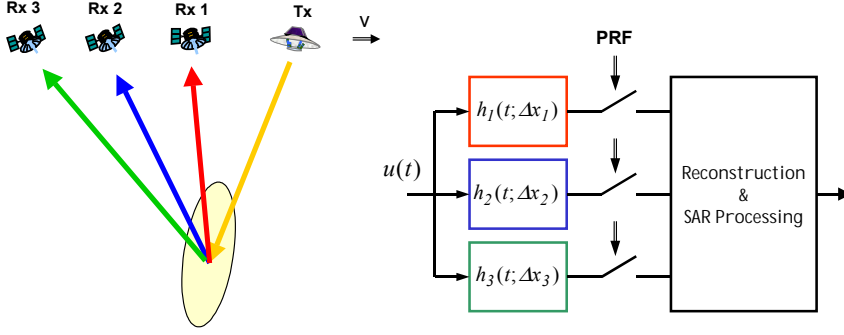 Rx 3 Rx 2 Rx 1 Tx V
PRF
h₁(t;Δx₁)
u(t)
h₂(t;Δx₂)
h₃(t;Δx₃)
Reconstruction
&
SAR Processing